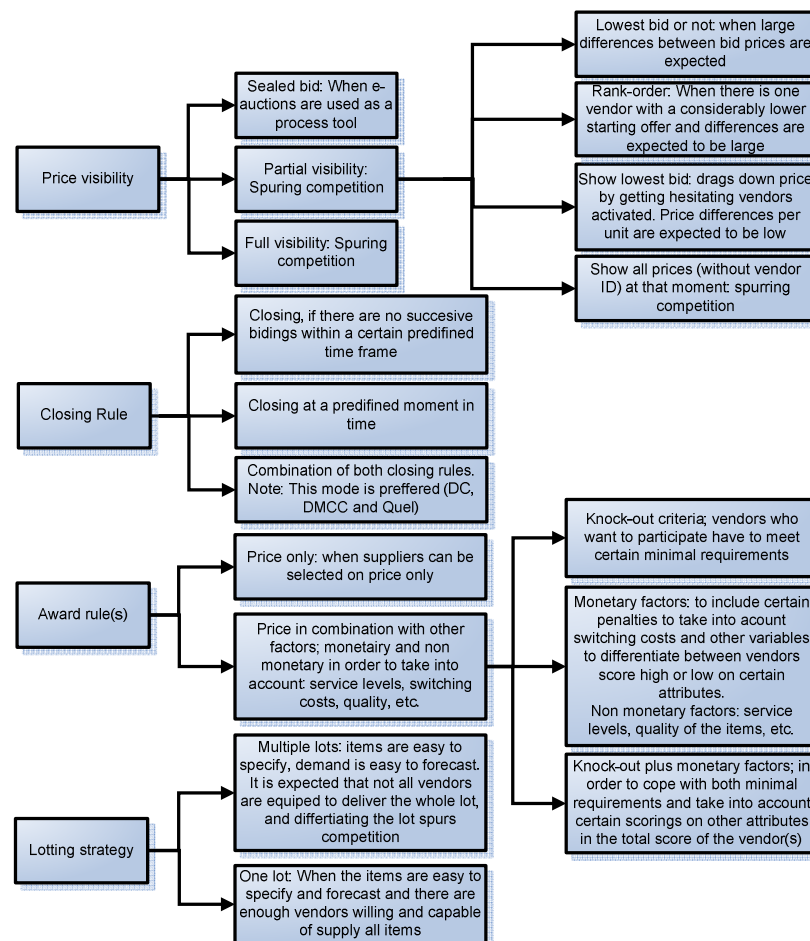 Price visibility
Sealed bid: When e-
auctions are used as a
process tool
Partial visibility:
Spuring competition
Full visibility: Spuring
competition
Lowest bid or not: when large
differences between bid prices are
expected
Rank-order: When there is one
vendor with a considerably lower
starting offer and differences are
expected to be large
Show lowest bid: drags down price
by getting hesitating vendors
activated. Price differences per
unit are expected to be low
Show all prices (without vendor
ID) at that moment: spurring
competition
Closing Rule
Closing, if there are no succesive
bidings within a certain predifined
time frame
Closing at a predifined moment in
time
Combination of both closing rules.
Note: This mode is preffered (DC,
DMCC and Quel)
Award rule(s)
Price only: when suppliers can be
selected on price only
Price in combination with other
factors; monetairy and non
monetary in order to take into
account: service levels, switching
costs, quality, etc.
Knock-out criteria; vendors who
want to participate have to meet
certain minimal requirements
Monetary factors: to include certain
penalties to take into acount
switching costs and other variables
to differentiate between vendors
score high or low on certain
attributes.
Non monetary factors: service
levels, quality of the items, etc.
Knock-out plus monetary factors; in
order to cope with both minimal
requirements and take into account
certain scorings on other attributes
in the total score of the vendor(s)
Lotting strategy
Multiple lots: items are easy to
specify, demand is easy to forecast.
It is expected that not all vendors
are equiped to deliver the whole lot,
and differtiating the lot spurs
competition
One lot: When the items are easy to
specify and forecast and there are
enough vendors willing and capable
of supply all items